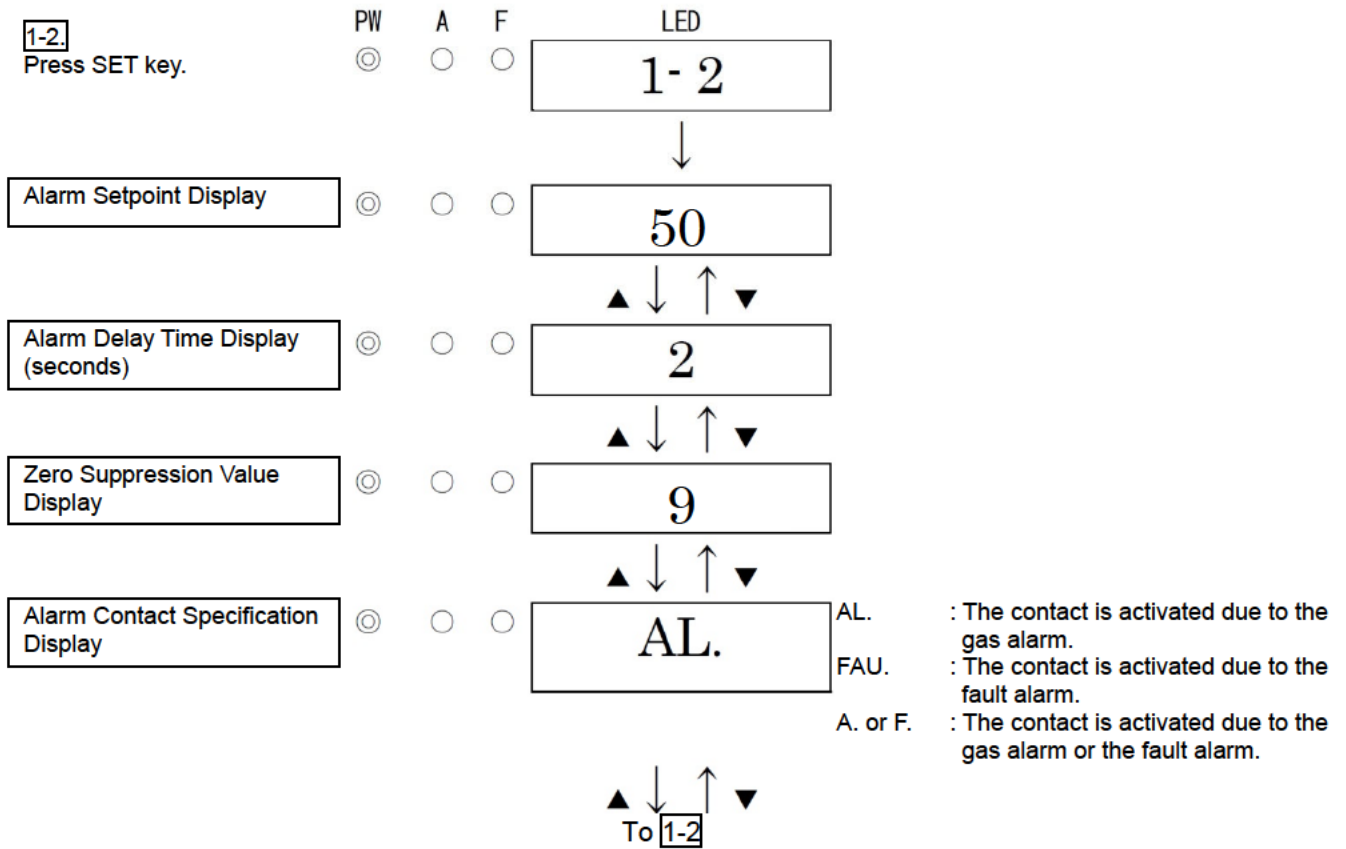 PW A F LED
1-2.
Press SET key.
1- 2
↓
Alarm Setpoint Display
50
▲ ↓ ↑ ▼
Alarm Delay Time Display
(seconds)
2
▲ ↓ ↑ ▼
Zero Suppression Value
Display
9
▲ ↓ ↑ ▼
Alarm Contact Specification
Display
AL.
AL. : The contact is activated due to the
gas alarm.
FAU. : The contact is activated due to the
fault alarm.
A. or F. : The contact is activated due to the
gas alarm or the fault alarm.
▲ ↓ ↑ ▼
To 1-2